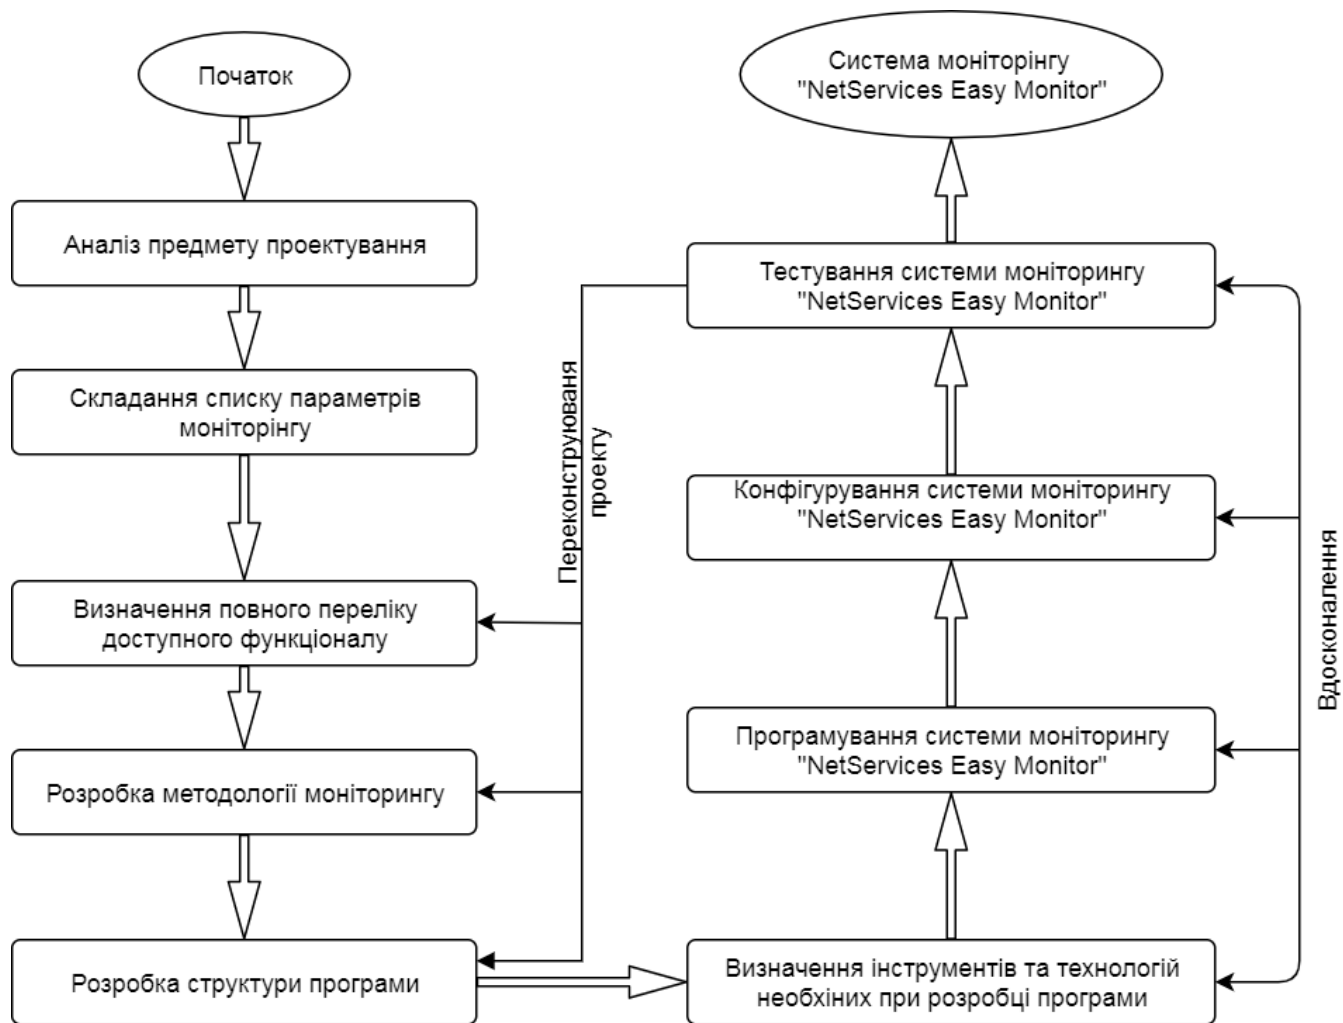 Початок
Аналіз предмету проектування
Складання списку параметрів
моніторінгу
Визначення повного переліку
доступного функціоналу
Розробка методології моніторингу
Розробка структури програми
Переконструюваня
проекту
Система моніторінгу
"NetServices Easy Monitor"
Тестування системи моніторингу
"NetServices Easy Monitor"
Конфігурування системи моніторингу
"NetServices Easy Monitor"
Програмування системи моніторингу
"NetServices Easy Monitor"
Визначення інструментів та технологій
необхіних при розробці програми
Вдосконалення